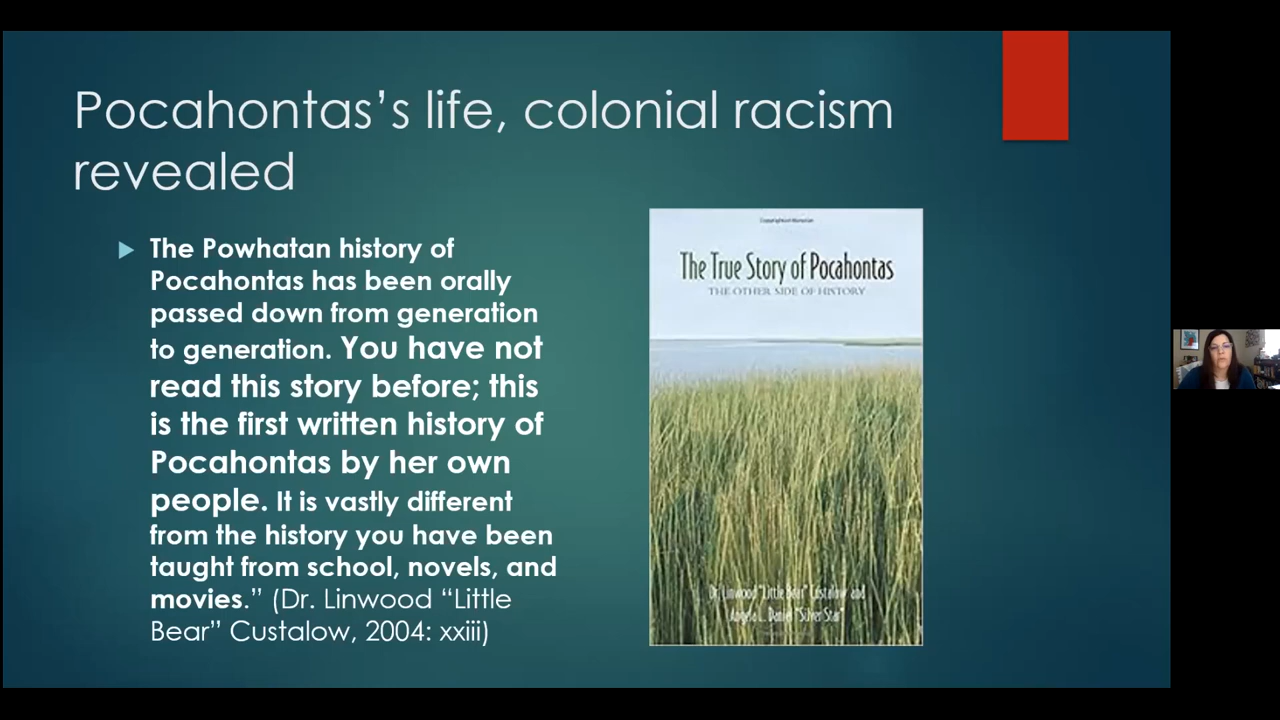 Pocahontas’s life, colonial racism
revealed
The Powhatan history of
Pocahontas has been orally
passed down from generation
to generation. You have not
read this story before; this
is the first written history of
Pocahontas by her own
people. It is vastly different
from the history you have been
taught from school, novels, and
movies.” (Dr. Linwood “Little
Bear” Custalow, 2004: xxiii)
The True Story of Pocahontas
THE OTHER SIDE OF HISTORY
Dr. Linwood "Little Bear" Custalow and
Angela L. Daniel "Silver Star"